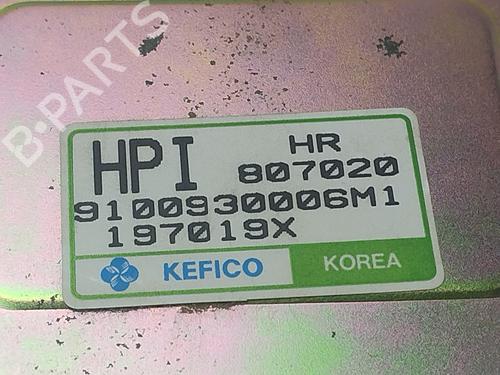 B-PARTS
HPI HR
807020
9100930006M1
197019X
KEFICO KOREA